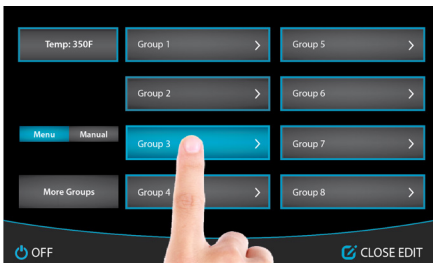 Temp: 350F
Group 1
Group 5
Group 2
Group 6
Menu Manual
Group 3
Group 7
More Groups
Group 4
Group 8
OFF
CLOSE EDIT